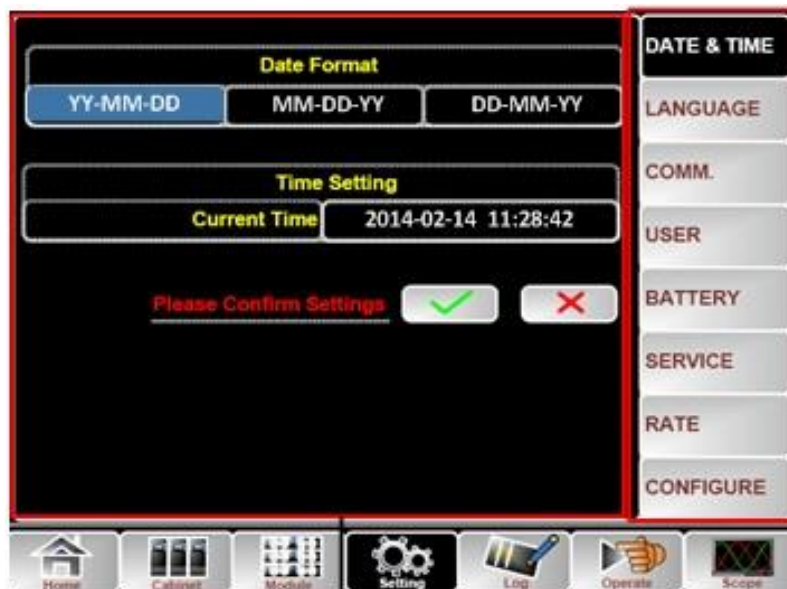 Date Format
YY-MM-DD MM-DD-YY DD-MM-YY
Time Setting
Current Time 2014-02-14 11:28:42
Please Confirm Settings
DATE & TIME
LANGUAGE
COMM.
USER
BATTERY
SERVICE
RATE
CONFIGURE
Home Cabinet Module Setting Log Operate Scope